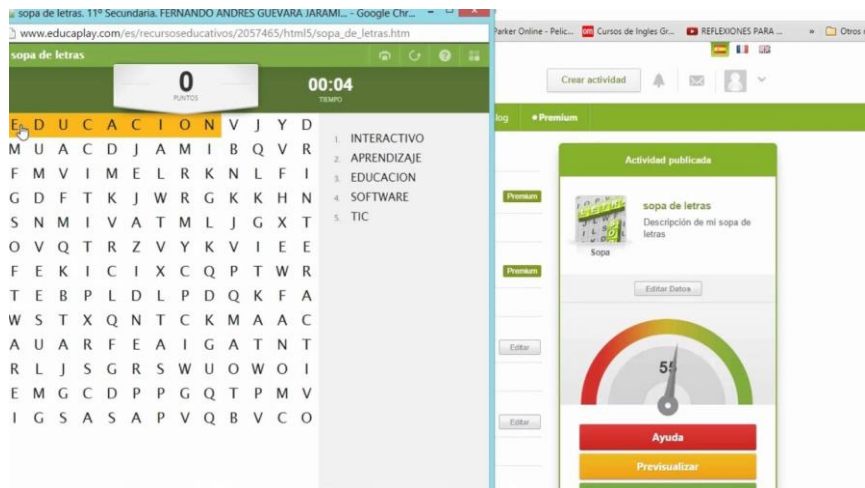 sopa de letras. 11º Secundaria. FERNANDO ANDRES GUEVARA JARAMI... - Google Chr...
www.educaplay.com/es/recursoseducativos/2057465/html5/sopa_de_letras.htm
sopa de letras
0
PUNTOS
00:04
TIEMPO
E D U C A C I O N V J Y D
M U A C D J A M I B Q V R
F M V I M E L R K N L F I
G D F T K J W R G K K H N
S N M I V A T M L J G X T
O V Q T R Z V Y K V I E E
F E K I C I X C Q P T W R
T E B P L D L P D Q K F A
W S T X Q N T C K M A A C
A U A R F E A I G A T N T
R L J S G R S W U O W O I
E M G C D P P G Q T P M V
I G S A S A P V Q B V C O
1. INTERACTIVO
2. APRENDIZAJE
3. EDUCACION
4. SOFTWARE
5. TIC
Parker Online - Pelic...
Cursos de Ingles Gr...
REFLEXIONES PARA ...
» Otros
Crear actividad
log
Premium
Actividad publicada
Premium
sopa de letras
Descripción de mi sopa de
letras
Sopa
Premium
Editar Datos
Editar
55
Editar
Ayuda
Previsualizar